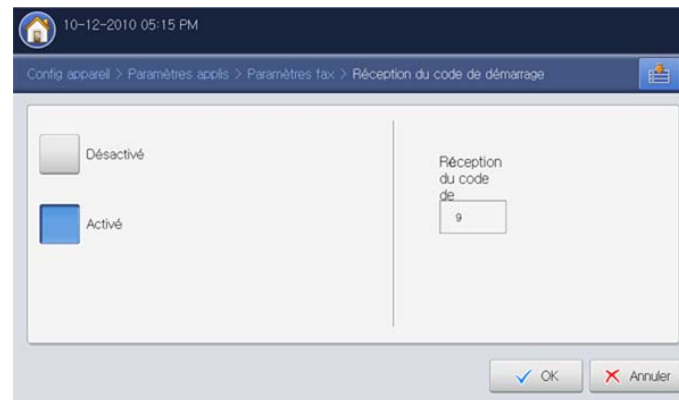 10-12-2010 05:15 PM
Config appareil > Paramètres applis > Paramètres fax > Réception du code de démarrage
Désactivé
Activé
Réception
du code
de
9
OK
Annuler